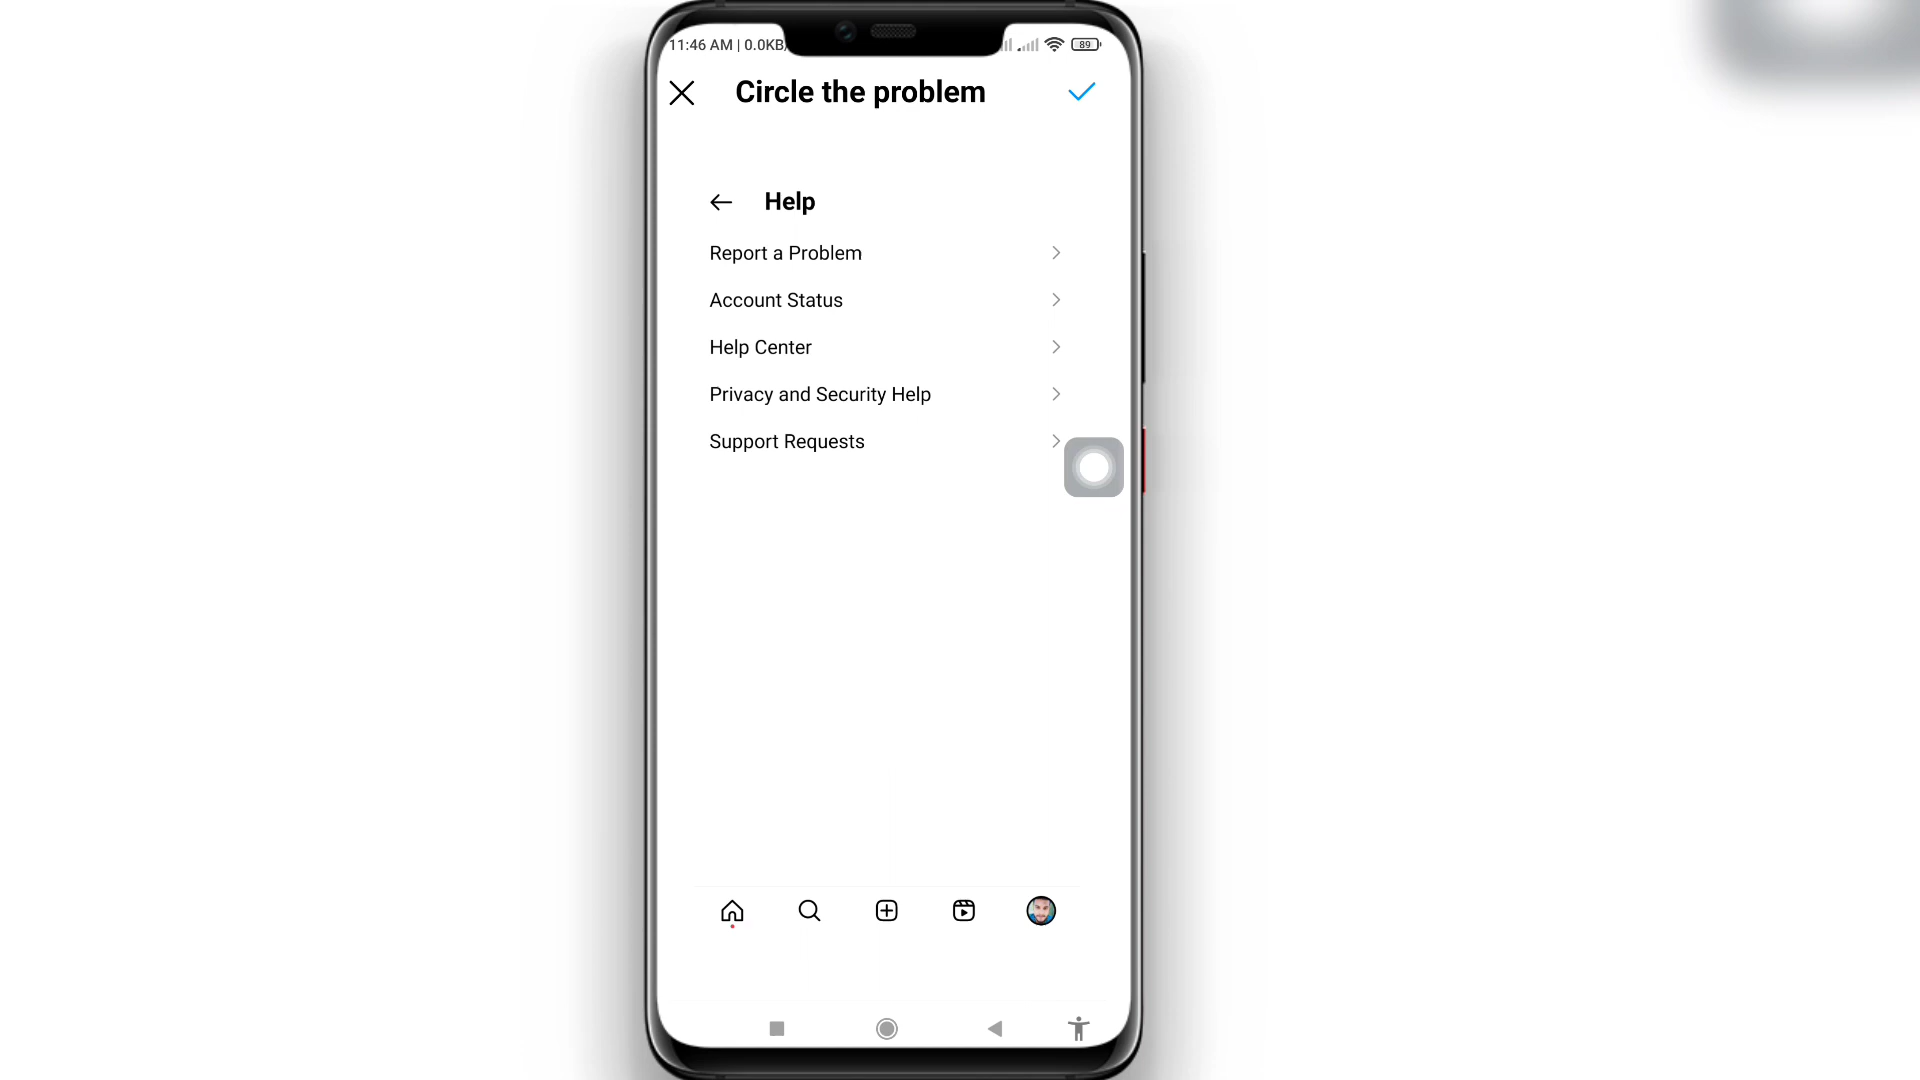 11:46 AM | 0.0KB/
89
Circle the problem
Help
Report a Problem
Account Status
Help Center
Privacy and Security Help
Support Requests